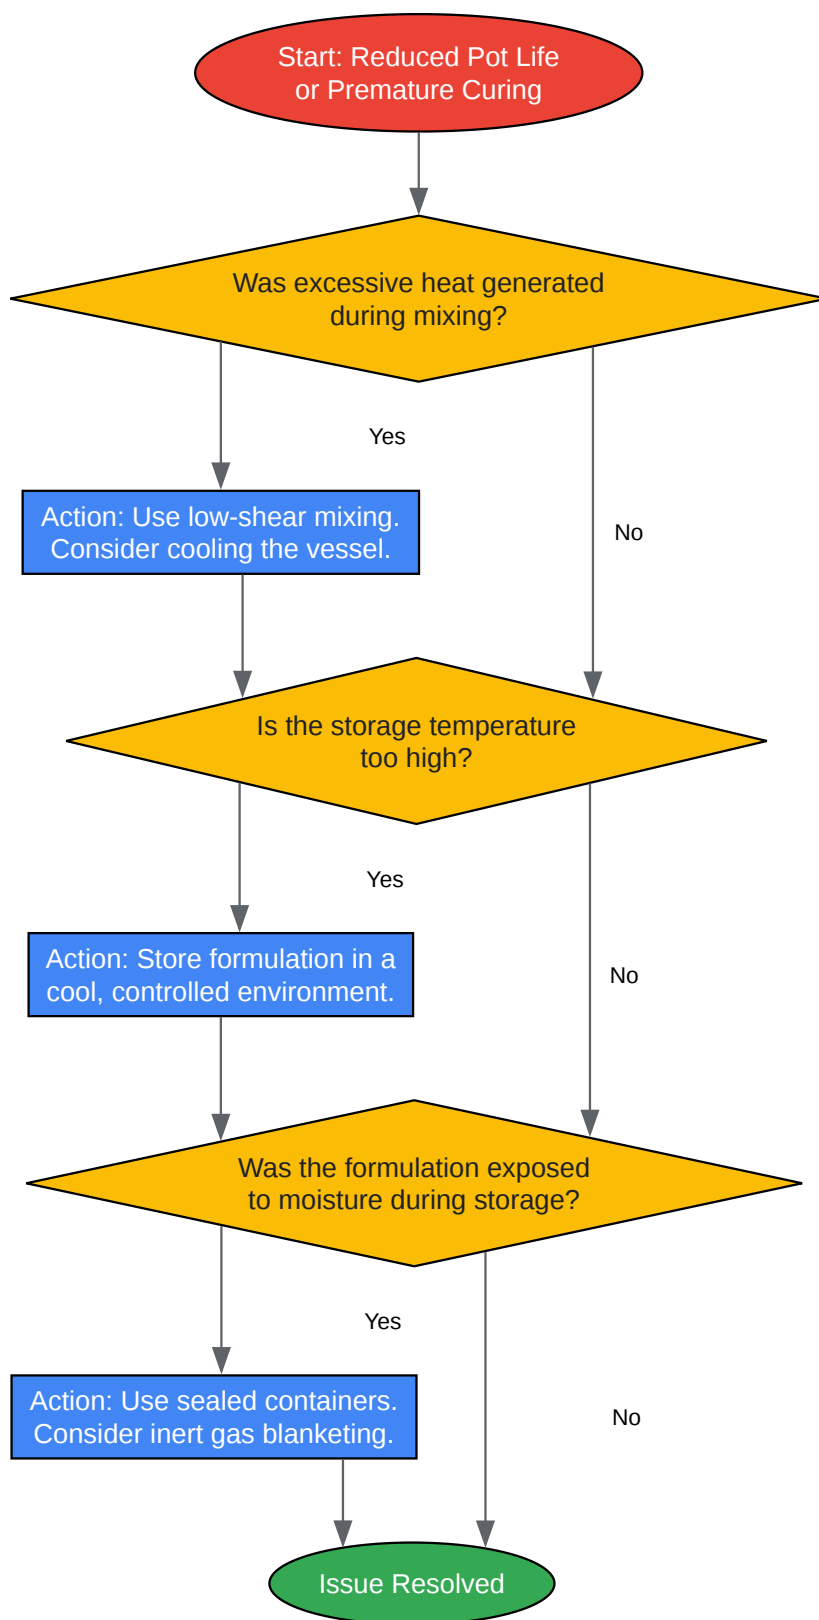 Start: Reduced Pot Life
or Premature Curing
Was excessive heat generated
during mixing?
Yes
Action: Use low-shear mixing.
Consider cooling the vessel.
No
Is the storage temperature
too high?
Yes
Action: Store formulation in a
cool, controlled environment.
No
Was the formulation exposed
to moisture during storage?
Yes
Action: Use sealed containers.
Consider inert gas blanketing.
No
Issue Resolved